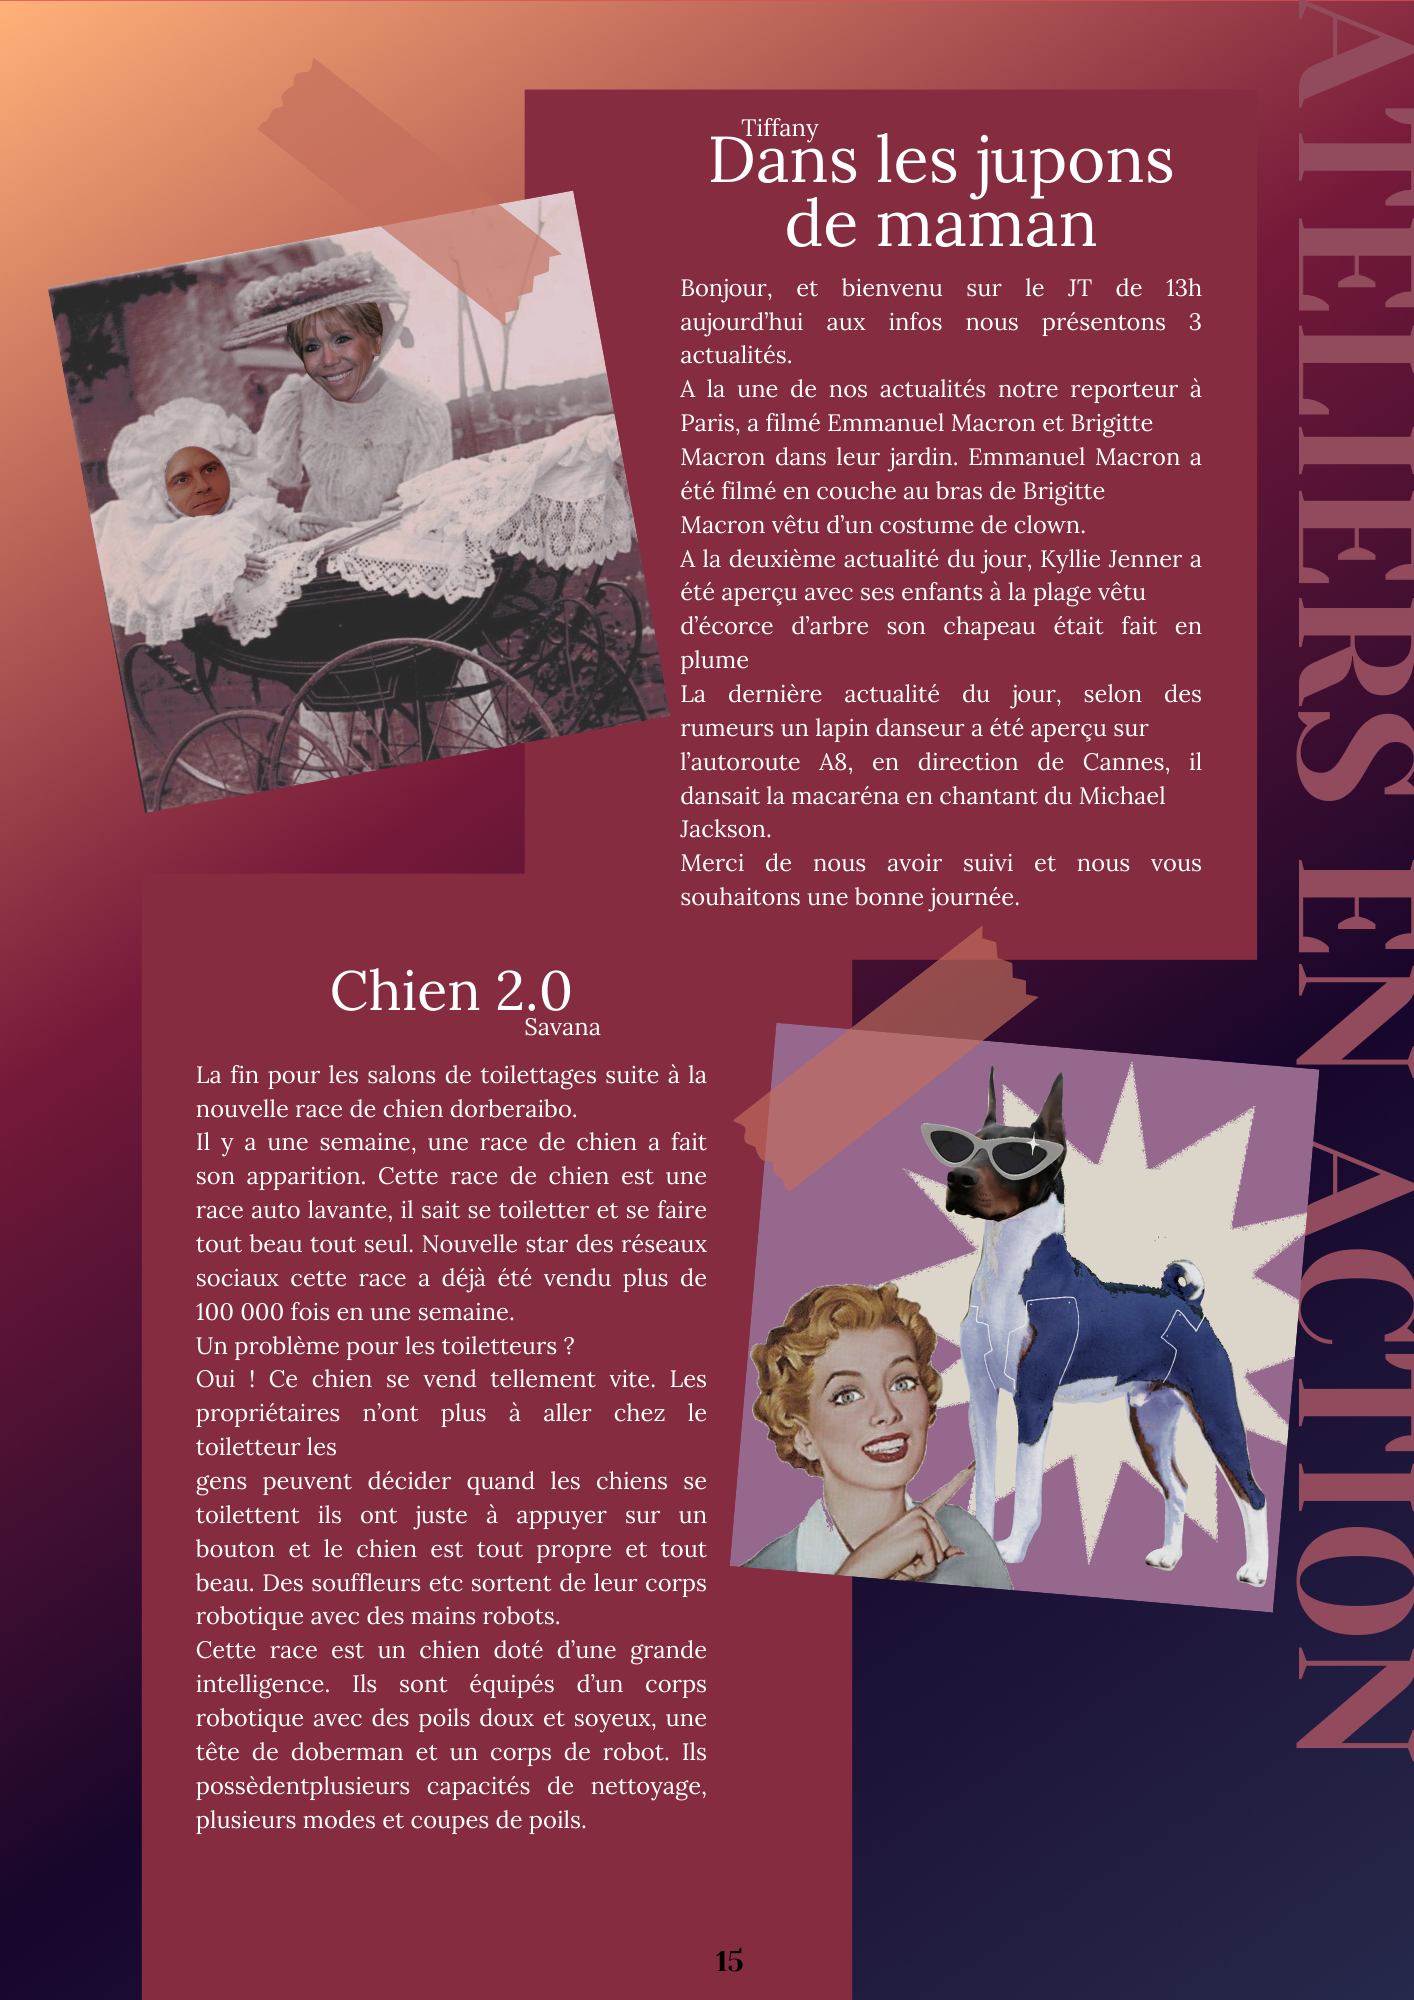 Tiffany
Dans les jupons
de maman
Bonjour, et bienvenu sur le JT de 13h
aujourd’hui aux infos nous présentons 3
actualités.
A la une de nos actualités notre reporteur à
Paris, a filmé Emmanuel Macron et Brigitte
Macron dans leur jardin. Emmanuel Macron a
été filmé en couche au bras de Brigitte
Macron vêtu d’un costume de clown.
A la deuxième actualité du jour, Kyllie Jenner a
été aperçu avec ses enfants à la plage vêtu
d’écorce d’arbre son chapeau était fait en
plume
La dernière actualité du jour, selon des
rumeurs un lapin danseur a été aperçu sur
l’autoroute A8, en direction de Cannes, il
dansait la macaréna en chantant du Michael
Jackson.
Merci de nous avoir suivi et nous vous
souhaitons une bonne journée.
Chien 2.0
Savana
La fin pour les salons de toilettages suite à la
nouvelle race de chien dorberaibo.
Il y a une semaine, une race de chien a fait
son apparition. Cette race de chien est une
race auto lavante, il sait se toiletter et se faire
tout beau tout seul. Nouvelle star des réseaux
sociaux cette race a déjà été vendu plus de
100 000 fois en une semaine.
Un problème pour les toiletteurs ?
Oui ! Ce chien se vend tellement vite. Les
propriétaires n’ont plus à aller chez le
toiletteur les
gens peuvent décider quand les chiens se
toilettent ils ont juste à appuyer sur un
bouton et le chien est tout propre et tout
beau. Des souffleurs etc sortent de leur corps
robotique avec des mains robots.
Cette race est un chien doté d’une grande
intelligence. Ils sont équipés d’un corps
robotique avec des poils doux et soyeux, une
tête de doberman et un corps de robot. Ils
possèdentplusieurs capacités de nettoyage,
plusieurs modes et coupes de poils.
ATELIERS EN ACTION
15